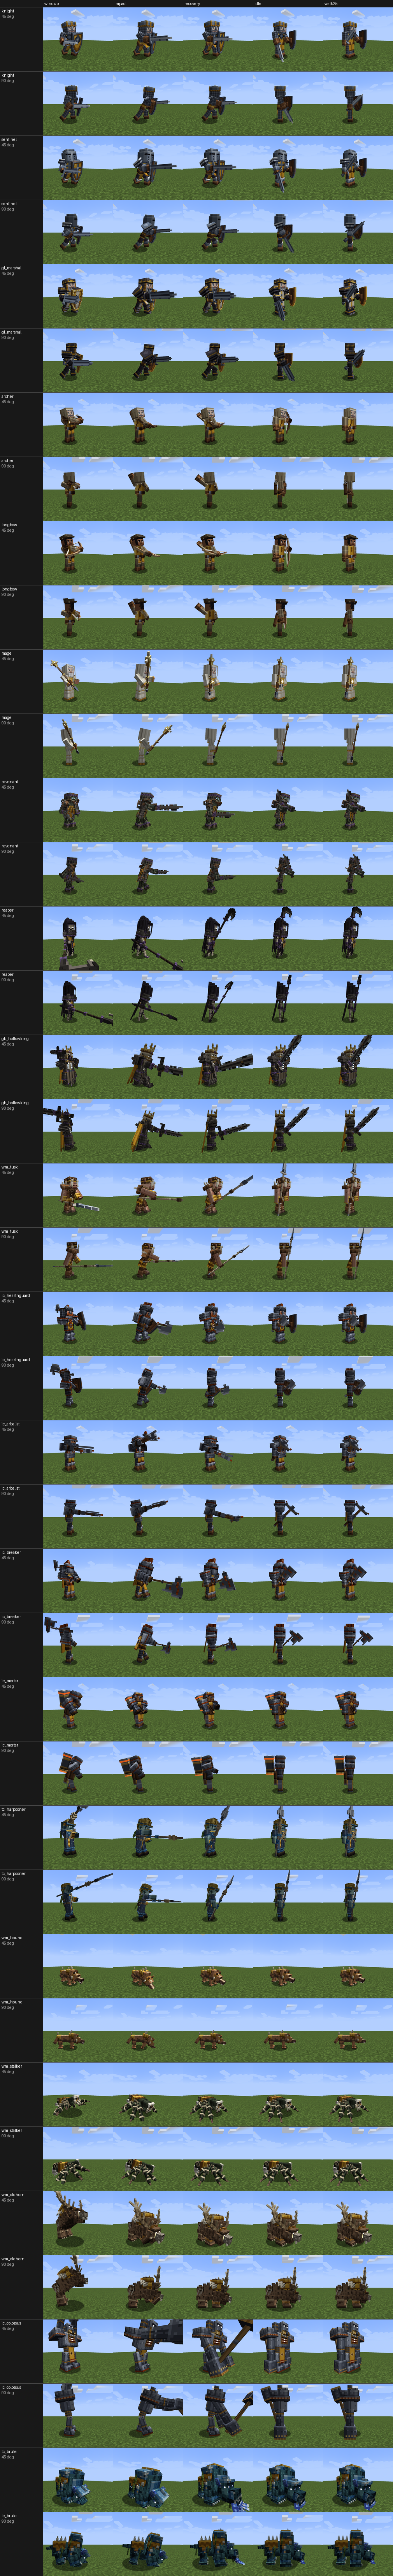 windup impact recovery idle walk25
knight
45 deg
knight
90 deg
sentinel
45 deg
sentinel
90 deg
gl_marshal
45 deg
gl_marshal
90 deg
archer
45 deg
archer
90 deg
longbow
45 deg
longbow
90 deg
mage
45 deg
mage
90 deg
revenant
45 deg
revenant
90 deg
reaper
45 deg
reaper
90 deg
gb_hollowking
45 deg
gb_hollowking
90 deg
wm_tusk
45 deg
wm_tusk
90 deg
ic_hearthguard
45 deg
ic_hearthguard
90 deg
ic_arbalist
45 deg
ic_arbalist
90 deg
ic_breaker
45 deg
ic_breaker
90 deg
ic_mortar
45 deg
ic_mortar
90 deg
tc_harpooner
45 deg
tc_harpooner
90 deg
wm_hound
45 deg
wm_hound
90 deg
wm_stalker
45 deg
wm_stalker
90 deg
wm_oldhorn
45 deg
wm_oldhorn
90 deg
ic_colossus
45 deg
ic_colossus
90 deg
tc_brute
45 deg
tc_brute
90 deg